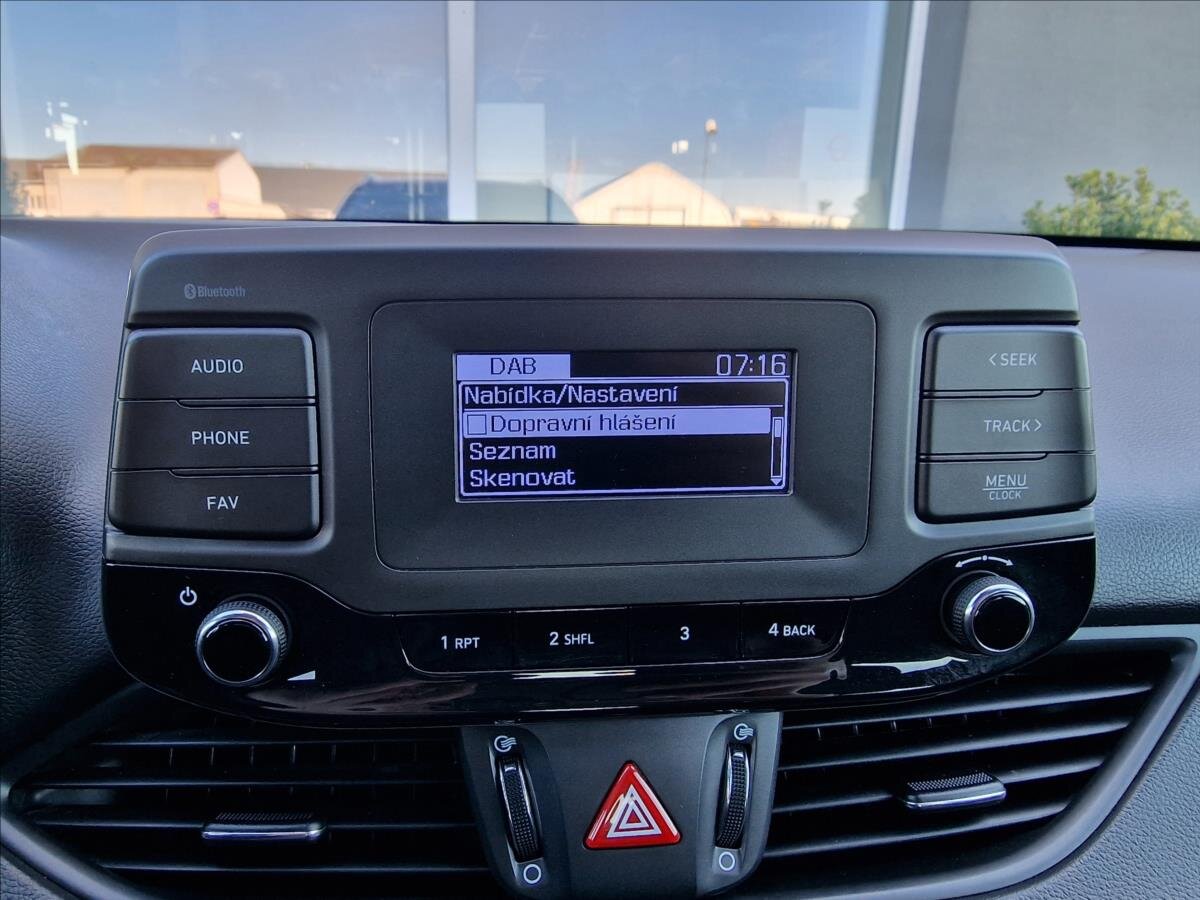 Bluetooth
AUDIO
PHONE
FAV
DAB 07:16
Nabídka/Nastavení
Dopravní hlášení
Seznam
Skenovat
<SEEK
TRACK>
MENU
CLOCK
1 RPT
2 SHFL
3
4 BACK